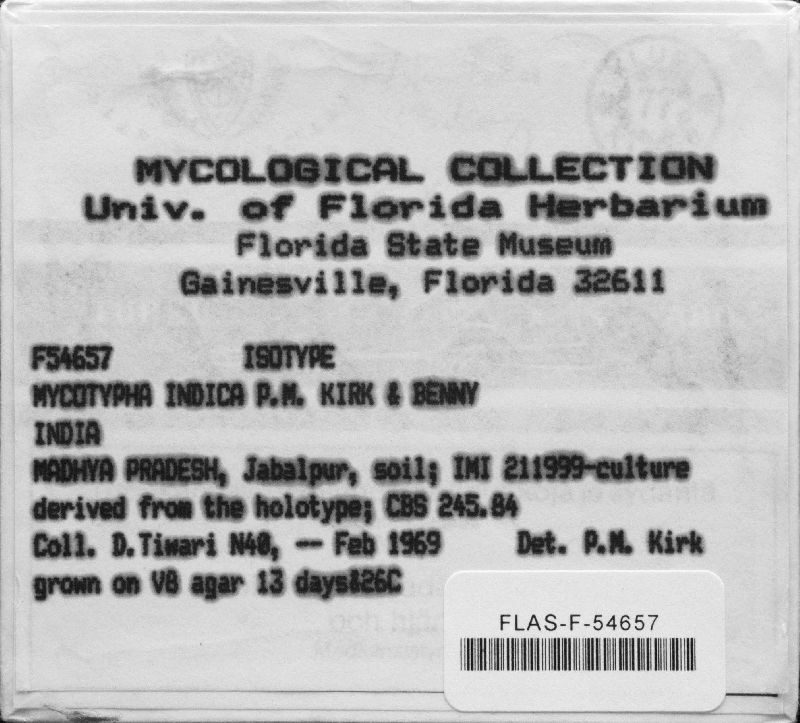 MYCOLOGICAL COLLECTION
Univ. of Florida Herbarium
Florida State Museum
Gainesville, Florida 32611
F54657 ISOTYPE
MYCOTYPHA INDICA P.M. KIRK & BENNY
INDIA
MADHYA PRADESH, Jabalpur, soil; IMI 211999-culture
derived from the holotype; CBS 245.84
Coll. D.Tiwari N40, -- Feb 1969 Det. P.M. Kirk
grown on V8 agar 13 days&26C
FLAS-F-54657